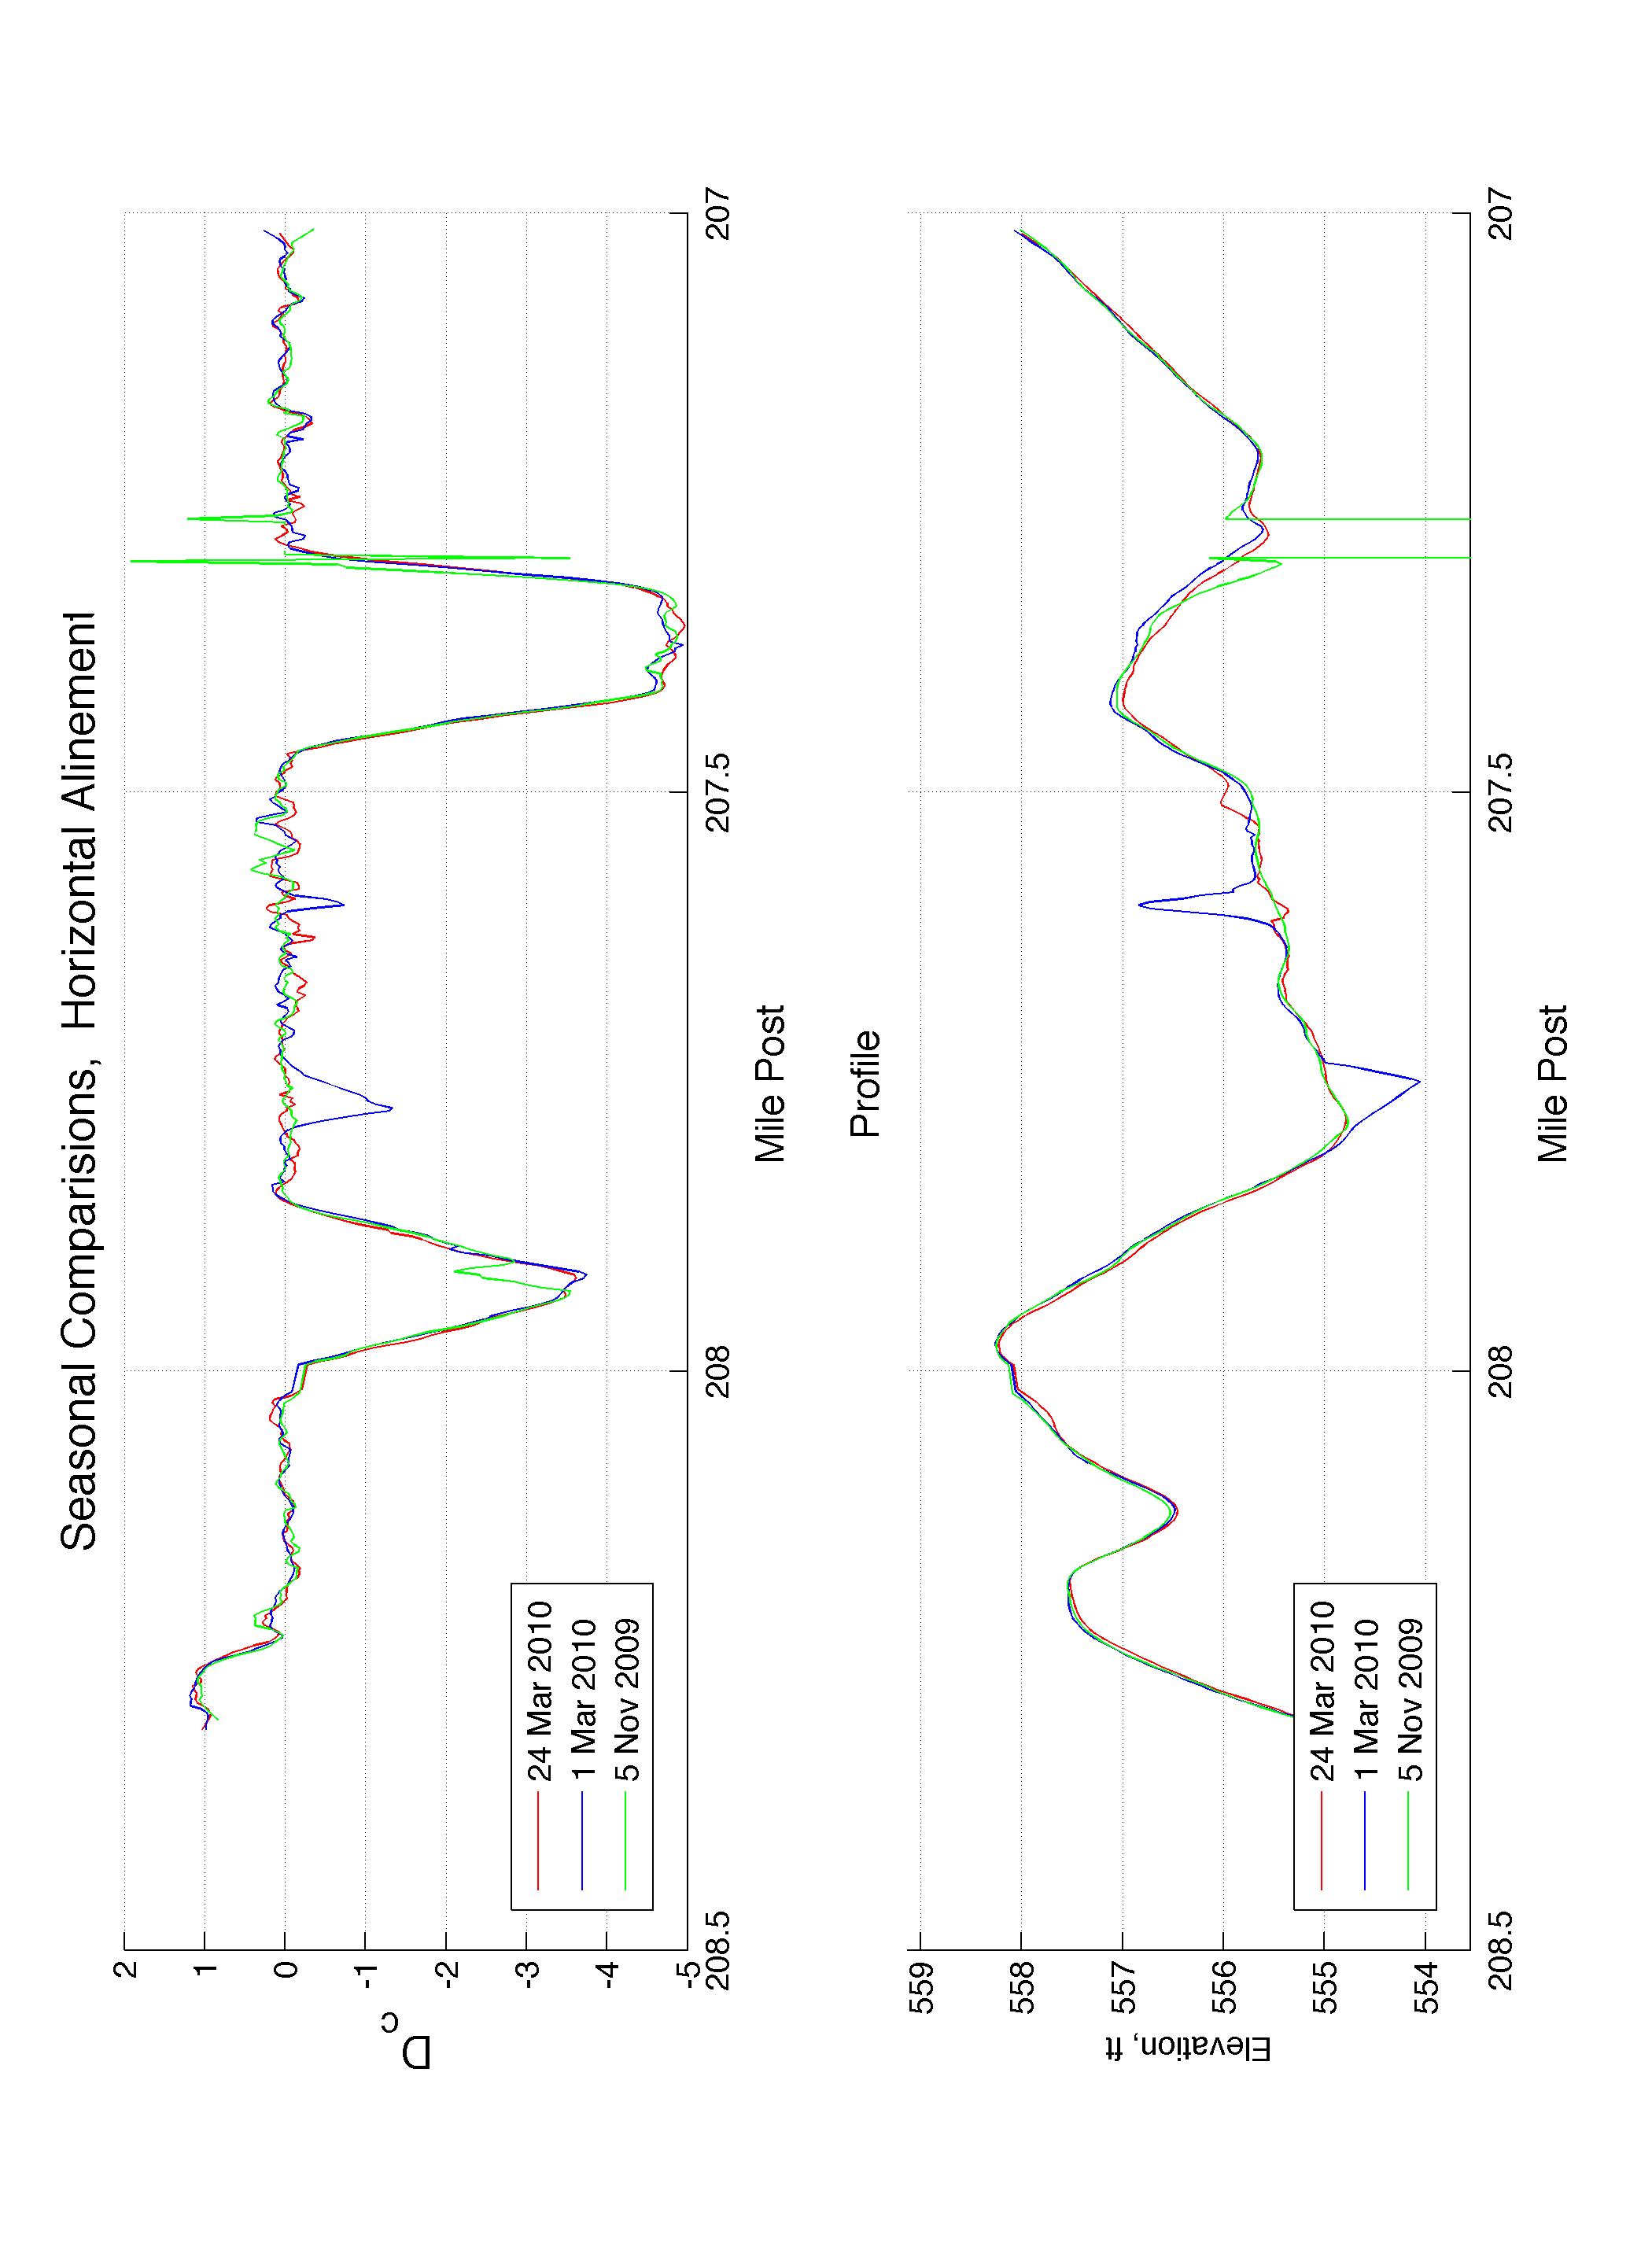 Seasonal Comparisions, Horizontal Alinement
2
1
0
-1
-2
-3
-4
-5
D c
208.5
208
207.5
207
Mile Post
24 Mar 2010
1 Mar 2010
5 Nov 2009
Profile
559
558
557
556
555
554
Elevation, ft
208.5
208
207.5
207
Mile Post
24 Mar 2010
1 Mar 2010
5 Nov 2009